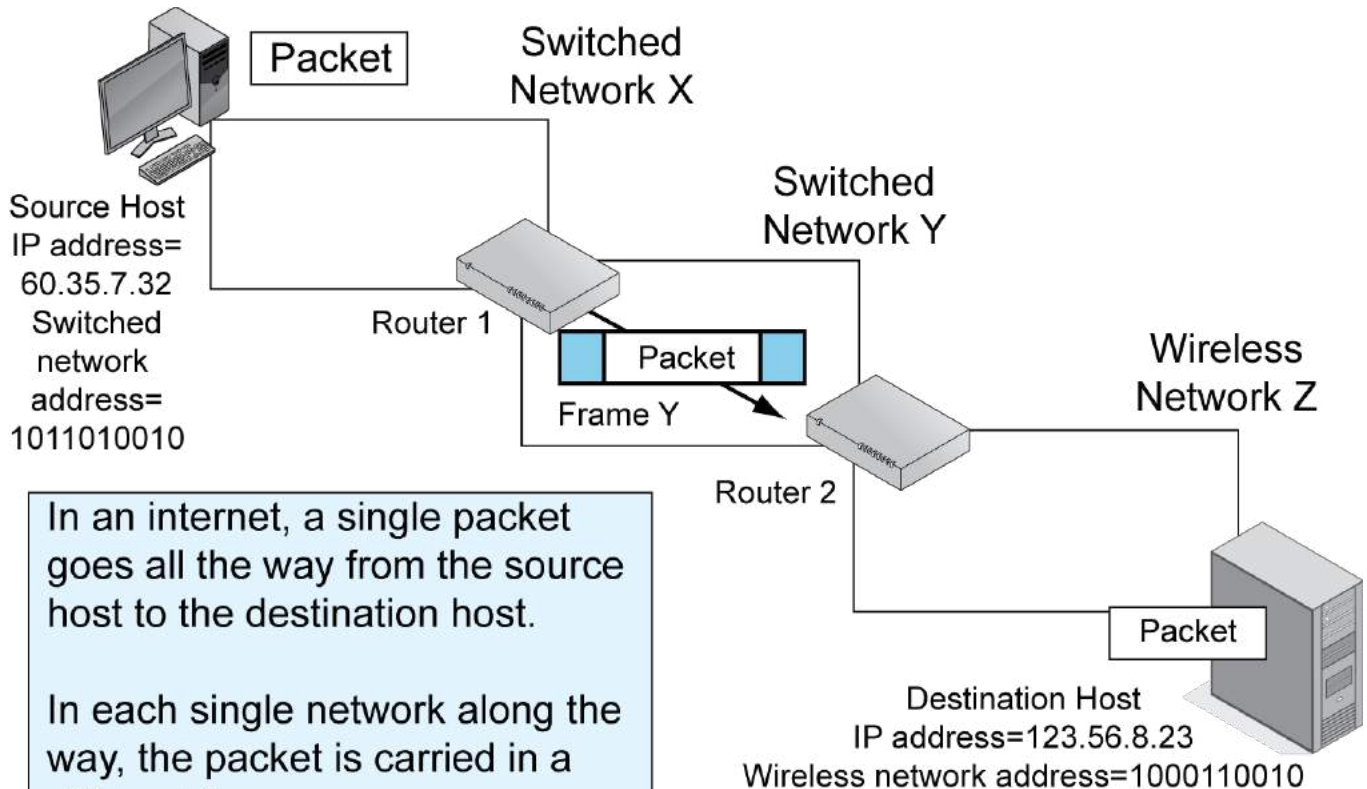 Packet
Switched
Network X
Source Host
IP address=
60.35.7.32
Switched
network
address=
1011010010
Router 1
Switched
Network Y
Packet
Frame Y
Router 2
Wireless
Network Z
Packet
Destination Host
IP address=123.56.8.23
Wireless network address=1000110010
In an internet, a single packet
goes all the way from the source
host to the destination host.
In each single network along the
way, the packet is carried in a